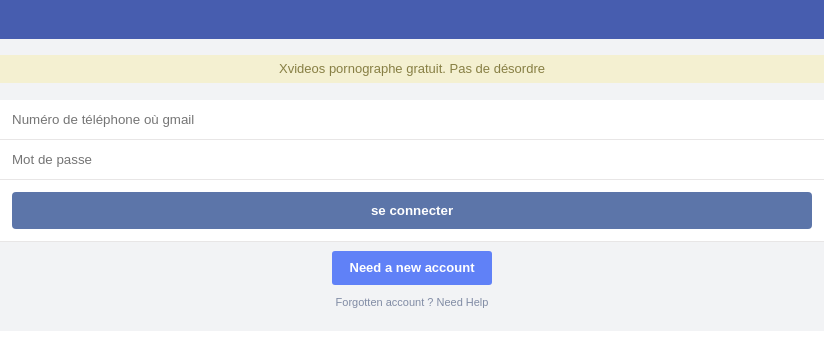 Xvideos pornographe gratuit. Pas de désordre
Numéro de téléphone où gmail
Mot de passe
se connecter
Need a new account
Forgotten account ? Need Help